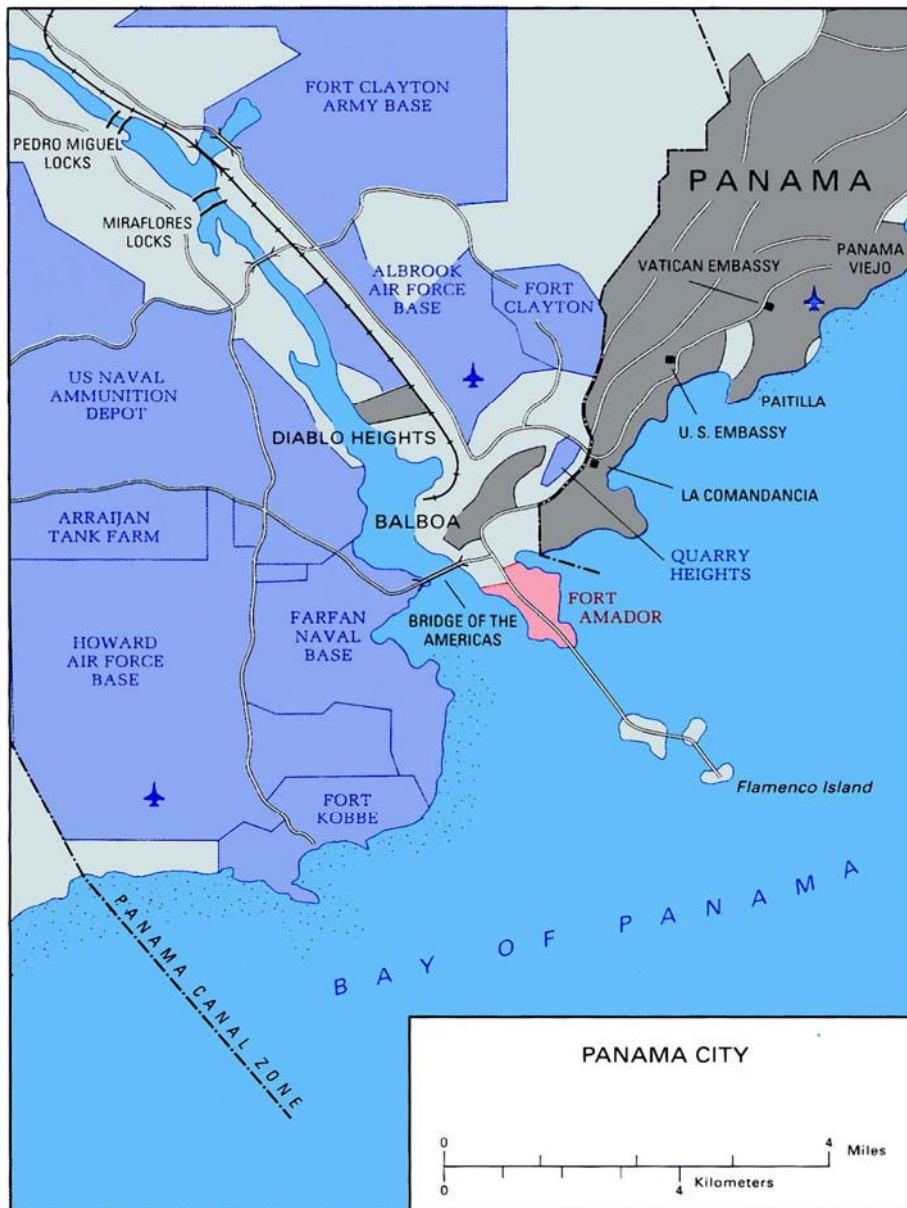 FORT CLAYTON
ARMY BASE
PEDRO MIGUEL
LOCKS
MIRAFLORES
LOCKS
PANAMA
PANAMA
VIEJO
VATICAN EMBASSY
ALBROOK
AIR FORCE
BASE
FORT
CLAYTON
US NAVAL
AMMUNITION
DEPOT
PAITILLA
U. S. EMBASSY
DIABLO HEIGHTS
LA COMANDANCIA
ARRAIJAN
TANK FARM
BALBOA
QUARRY
HEIGHTS
FORT
AMADOR
BRIDGE OF THE
AMERICAS
FARFAN
NAVAL
BASE
HOWARD
AIR FORCE
BASE
Flamenco Island
FORT
KOBBE
BAY OF PANAMA
PANAMA CANAL ZONE
PANAMA CITY
0 4 Miles
0 4 Kilometers